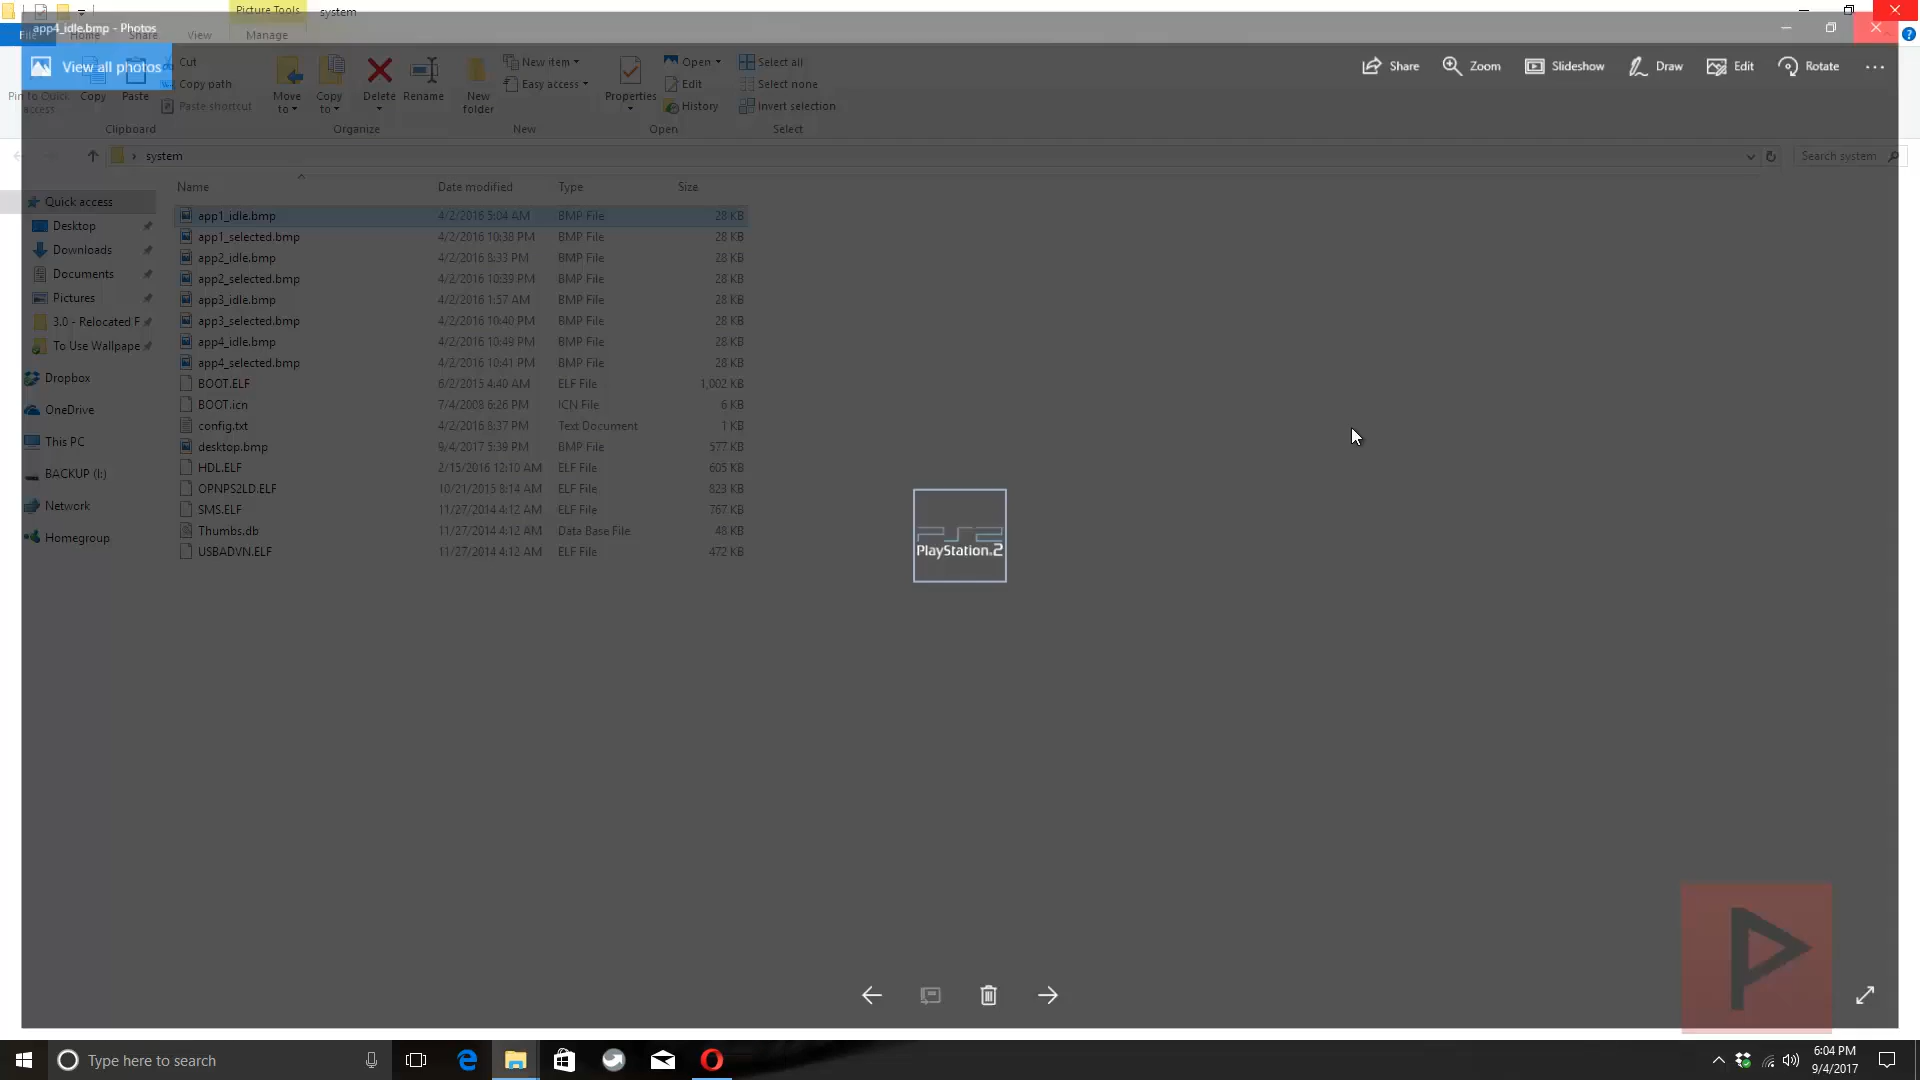 Picture Tools
system
app4_idle.bmp - Photos
File
Home
Share
View
Manage
View all photos
Pin to Quick access
Copy
Paste
Cut
Copy path
Paste shortcut
Move to
Copy to
Delete
Rename
New folder
New item
Easy access
Properties
Open
Edit
History
Select all
Select none
Invert selection
Clipboard
Organize
New
Open
Select
Share
Zoom
Slideshow
Draw
Edit
Rotate
system
Search system
Name
Date modified
Type
Size
Quick access
Desktop
Downloads
Documents
Pictures
3.0 - Relocated F
To Use Wallpape
Dropbox
OneDrive
This PC
BACKUP (I:)
Network
Homegroup
app1_idle.bmp 4/2/2016 5:04 AM BMP File 28 KB
app1_selected.bmp 4/2/2016 10:38 PM BMP File 28 KB
app2_idle.bmp 4/2/2016 8:33 PM BMP File 28 KB
app2_selected.bmp 4/2/2016 10:39 PM BMP File 28 KB
app3_idle.bmp 4/2/2016 1:57 AM BMP File 28 KB
app3_selected.bmp 4/2/2016 10:40 PM BMP File 28 KB
app4_idle.bmp 4/2/2016 10:49 PM BMP File 28 KB
app4_selected.bmp 4/2/2016 10:41 PM BMP File 28 KB
BOOT.ELF 6/2/2015 4:40 AM ELF File 1,002 KB
BOOT.icn 7/4/2008 6:26 PM ICN File 6 KB
config.txt 4/2/2016 8:37 PM Text Document 1 KB
desktop.bmp 9/4/2017 5:39 PM BMP File 577 KB
HDL.ELF 2/15/2016 12:10 AM ELF File 605 KB
OPNPS2LD.ELF 10/21/2015 8:14 AM ELF File 823 KB
SMS.ELF 11/27/2014 4:12 AM ELF File 767 KB
Thumbs.db 11/27/2014 4:12 AM Data Base File 48 KB
USBADVN.ELF 11/27/2014 4:12 AM ELF File 472 KB
PS2
PlayStation.2
P
Type here to search
6:04 PM
9/4/2017